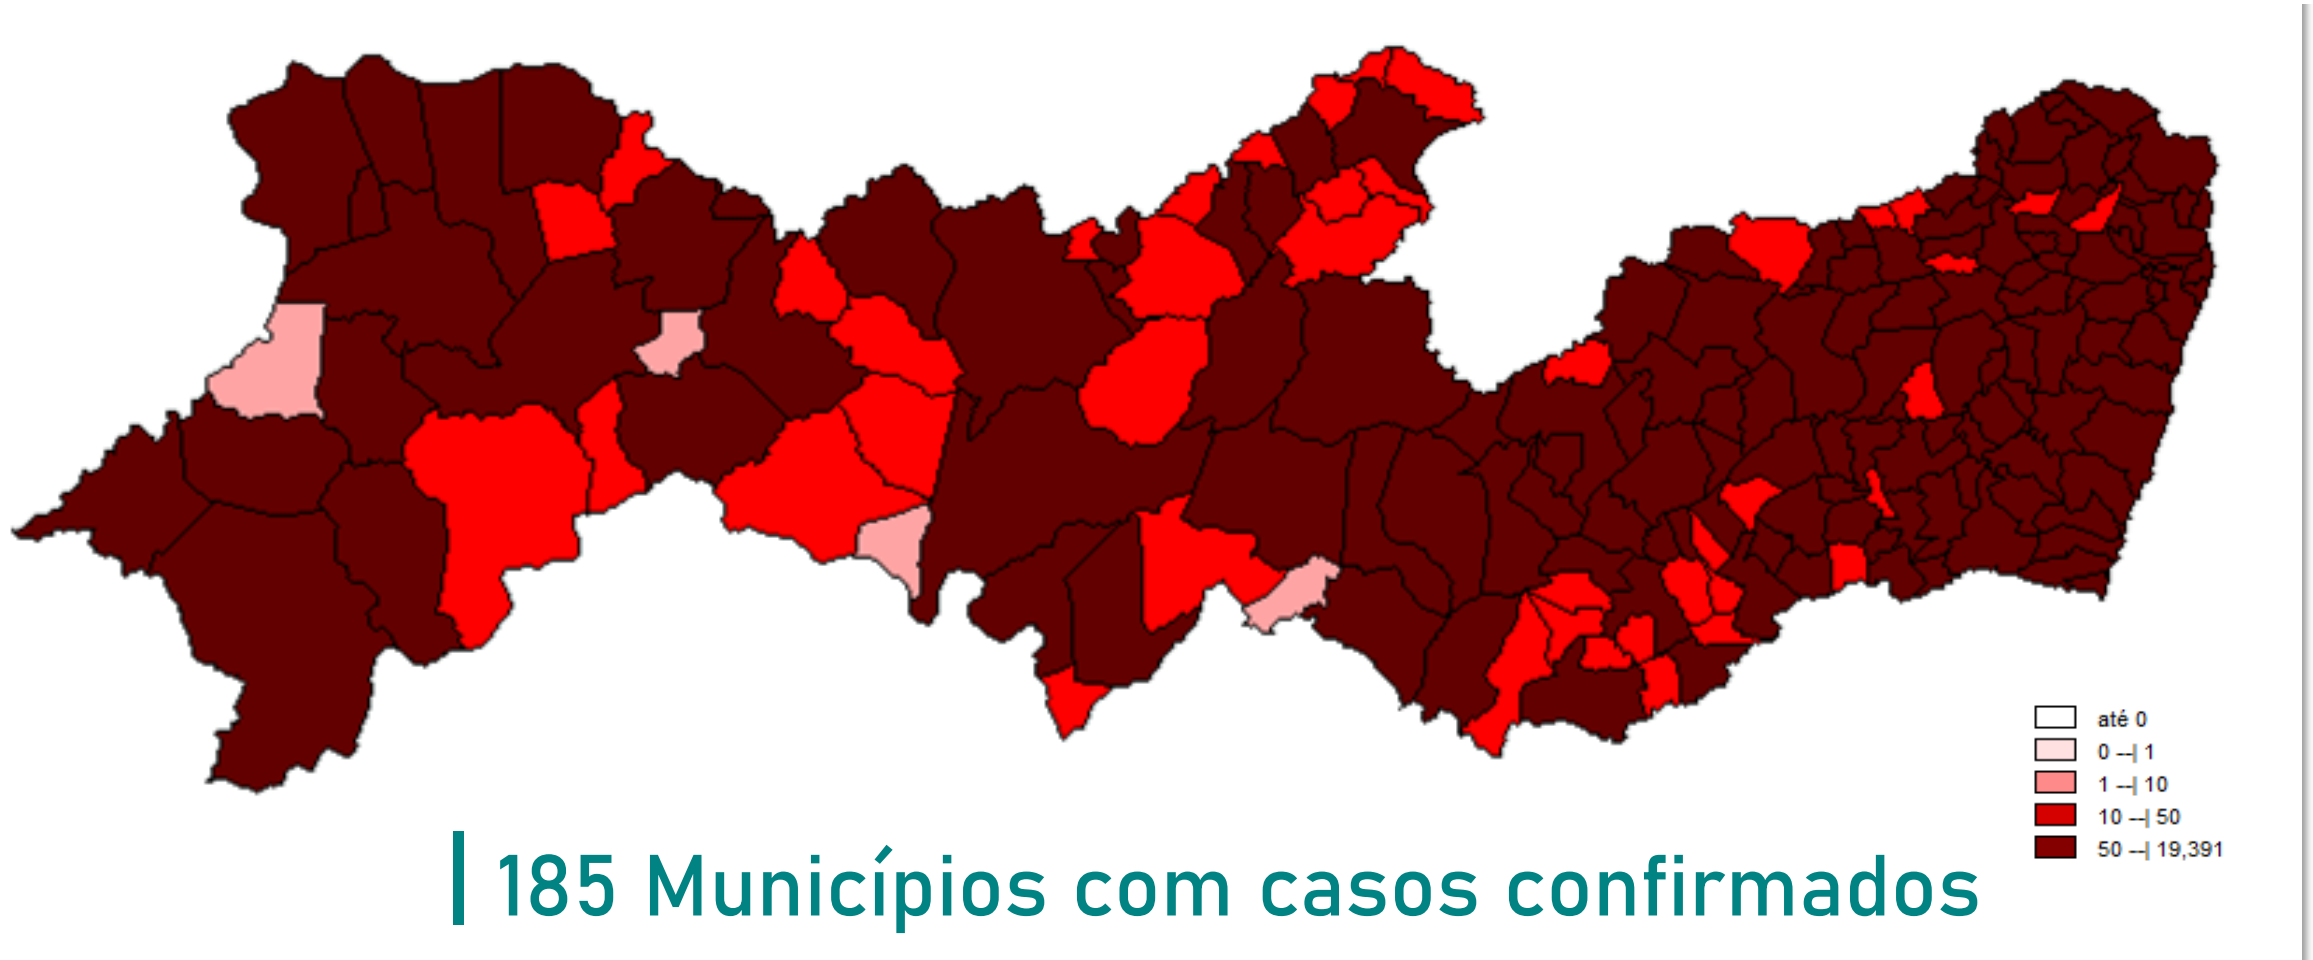 até 0
0 --| 1
1 --| 10
10 --| 50
50 --| 19,391
185 Municípios com casos confirmados